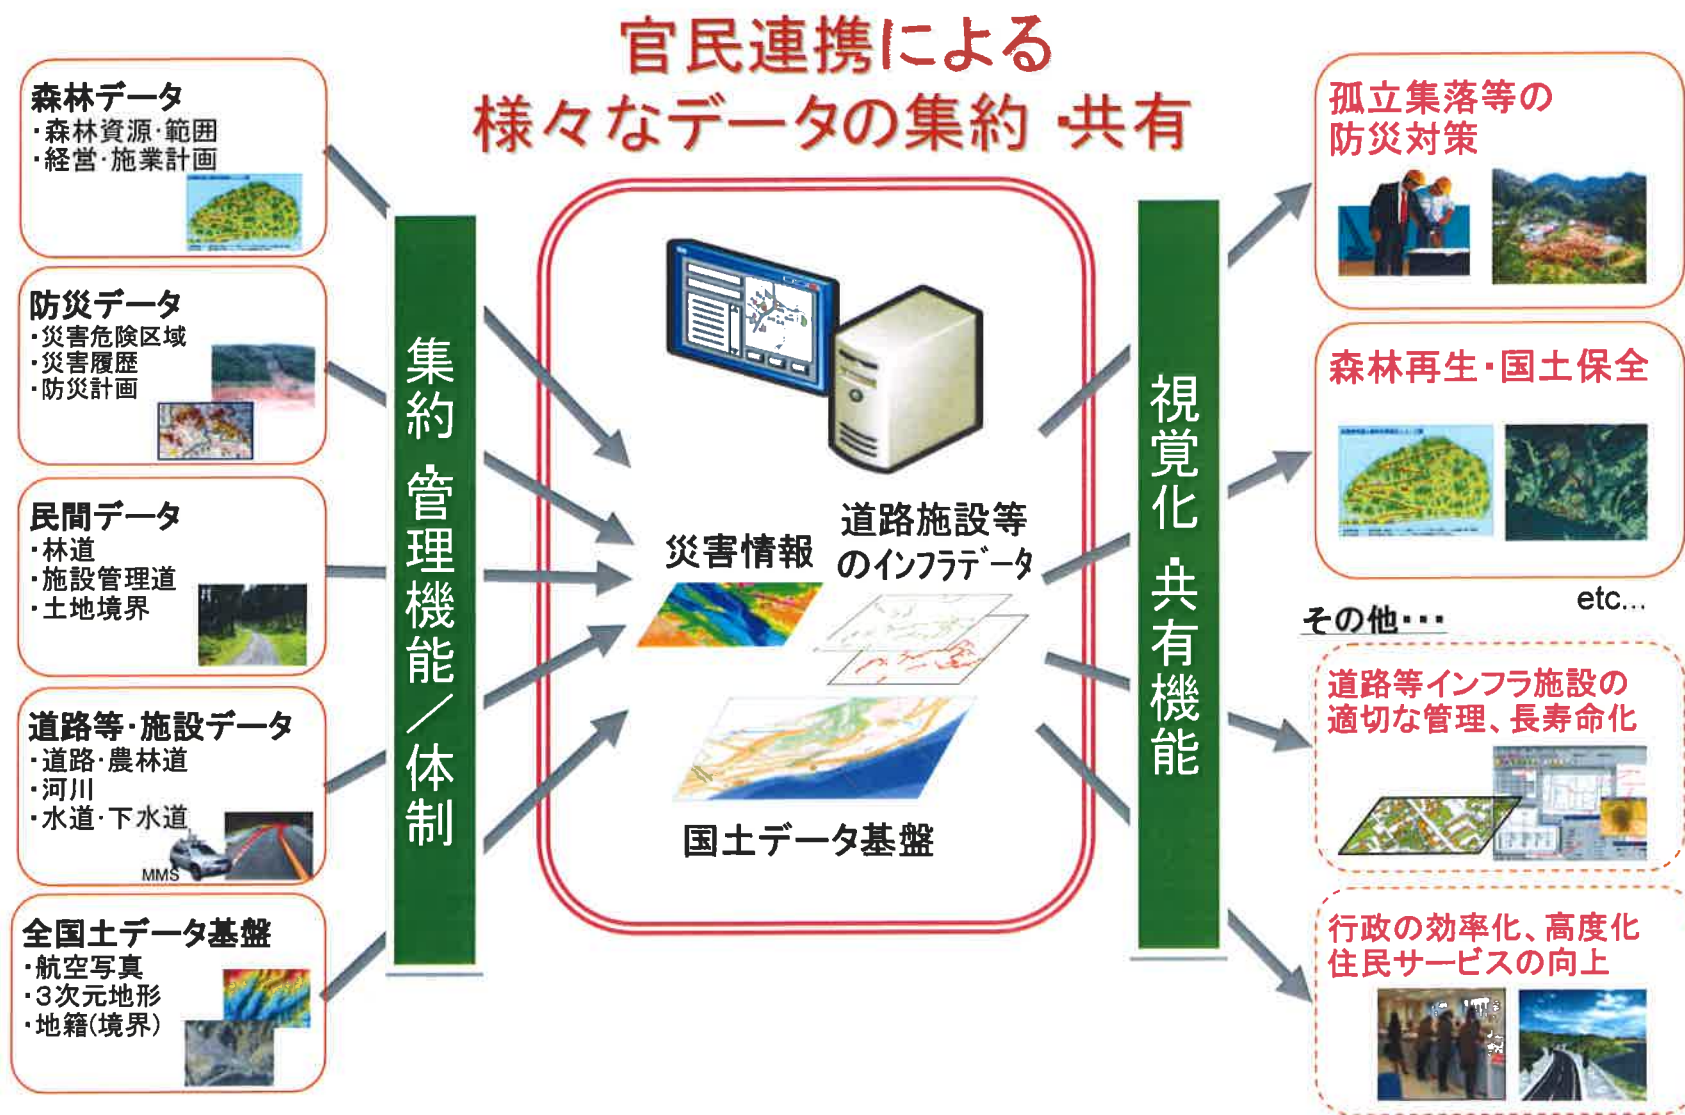 官民連携による
様々なデータの集約・共有
森林データ
・森林資源・範囲
・経営・施業計画
防災データ
・災害危険区域
・災害履歴
・防災計画
民間データ
・林道
・施設管理道
・土地境界
道路等・施設データ
・道路・農林道
・河川
・水道・下水道
MMS
全国土データ基盤
・航空写真
・3次元地形
・地籍(境界)
集約・管理機能／体制
災害情報
道路施設等
のインフラデータ
国土データ基盤
視覚化・共有機能
孤立集落等の
防災対策
森林再生・国土保全
etc...
その他…
道路等インフラ施設の
適切な管理、長寿命化
行政の効率化、高度化
住民サービスの向上